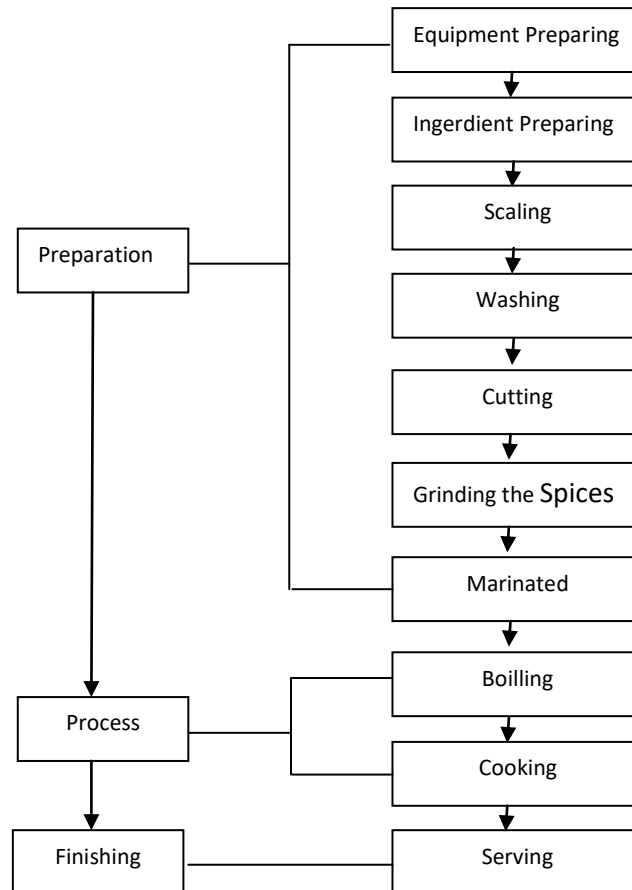 Equipment Preparing
Ingerdient Preparing
Scaling
Preparation
Washing
Cutting
Grinding the Spices
Marinated
Boilling
Process
Cooking
Finishing
Serving